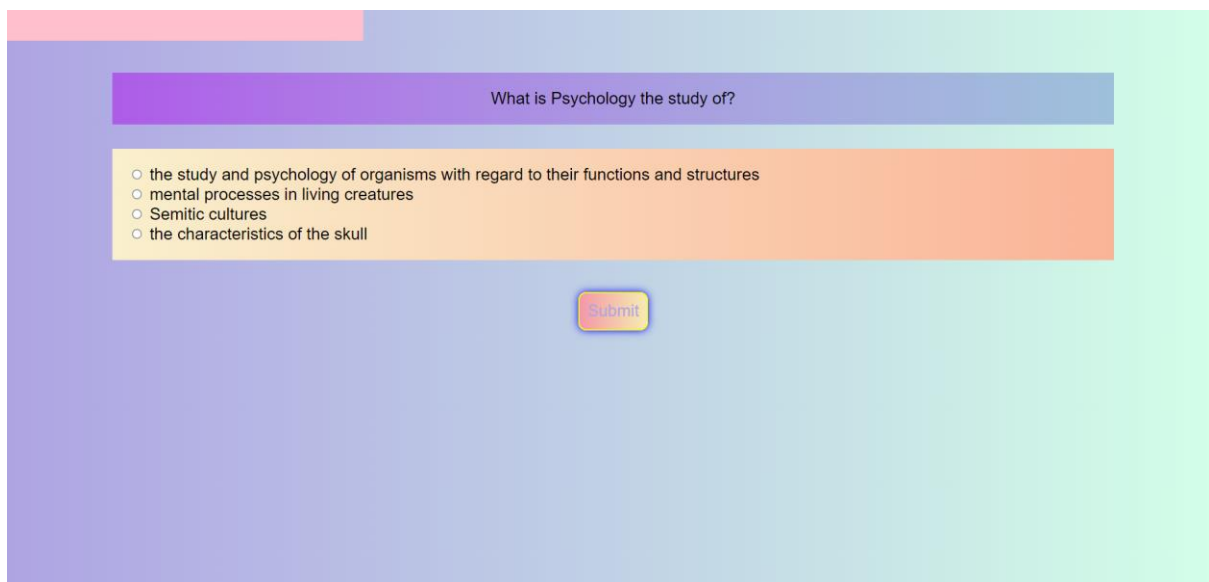 What is Psychology the study of?
the study and psychology of organisms with regard to their functions and structures
mental processes in living creatures
Semitic cultures
the characteristics of the skull
Submit